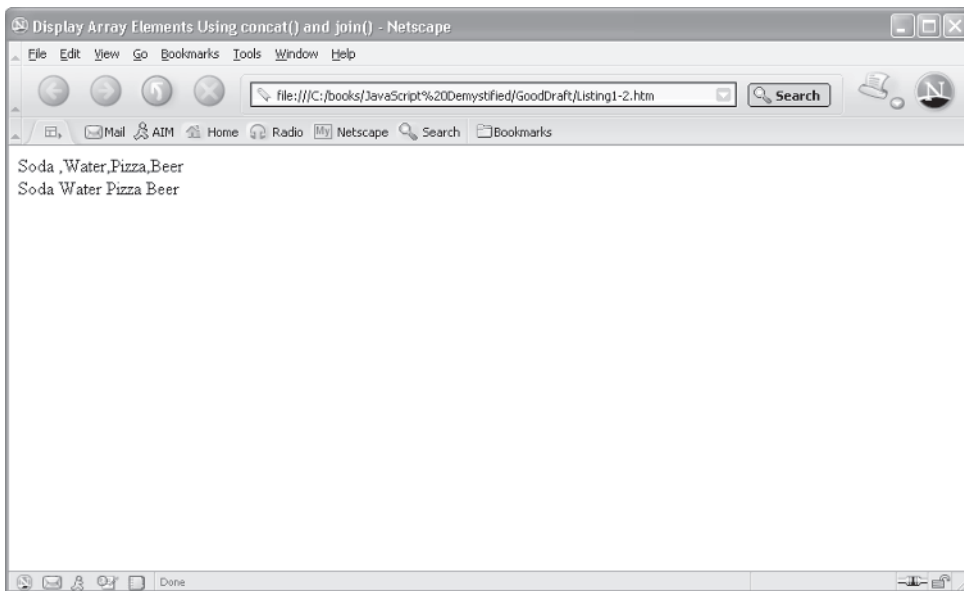 Display Array Elements Using concat() and join() - Netscape
File Edit View Go Bookmarks Tools Window Help
file:///C:/books/JavaScript%20Demystified/GoodDraft/Listing1-2.htm Search N
Mail AIM Home Radio My Netscape Search Bookmarks
Soda ,Water,Pizza,Beer
Soda Water Pizza Beer
Done